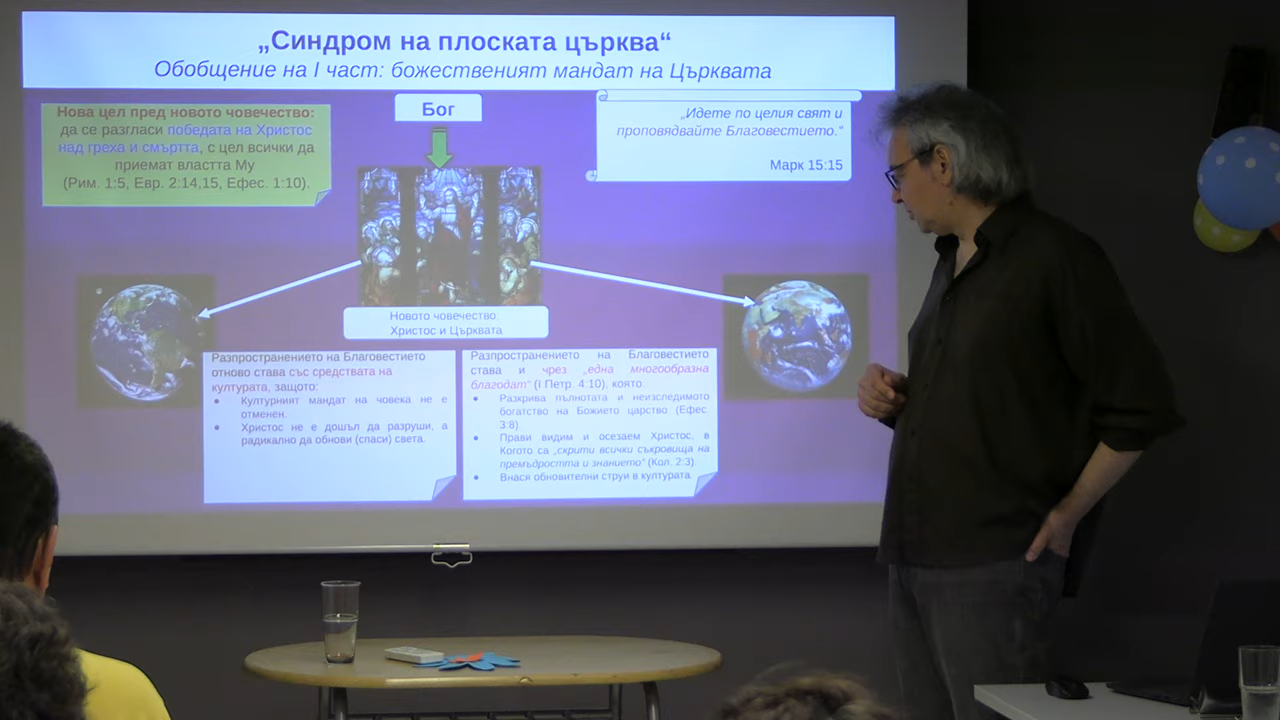 „Синдром на плоската църква“
Обобщение на I част: божественият мандат на Църквата
Нова цел пред новото човечество:
да се разгласи победата на Христос
над греха и смъртта, с цел всички да
приемат властта Му
(Рим. 1:5, Евр. 2:14,15, Ефес. 1:10).
Бог
„Идете по целия свят и
проповядвайте Благовестието.“
Марк 15:15
Новото човечество:
Христос и Църквата
Разпространението на Благовестието
отново става със средствата на
културата, защото:
● Културният мандат на човека не е
отменен.
● Христос не е дошъл да разруши, а
радикално да обнови (спаси) света.
Разпространението на Благовестието
става и чрез „една многообразна
благодат“ (I Петр. 4:10), която:
● Разкрива пълнотата и неизследимото
богатство на Божието царство (Ефес.
3:8)
● Прави видим и осезаем Христос, в
Когото са „скрити всички съкровища на
премъдростта и знанието“ (Кол. 2:3).
● Внася обновителни струи в културата.